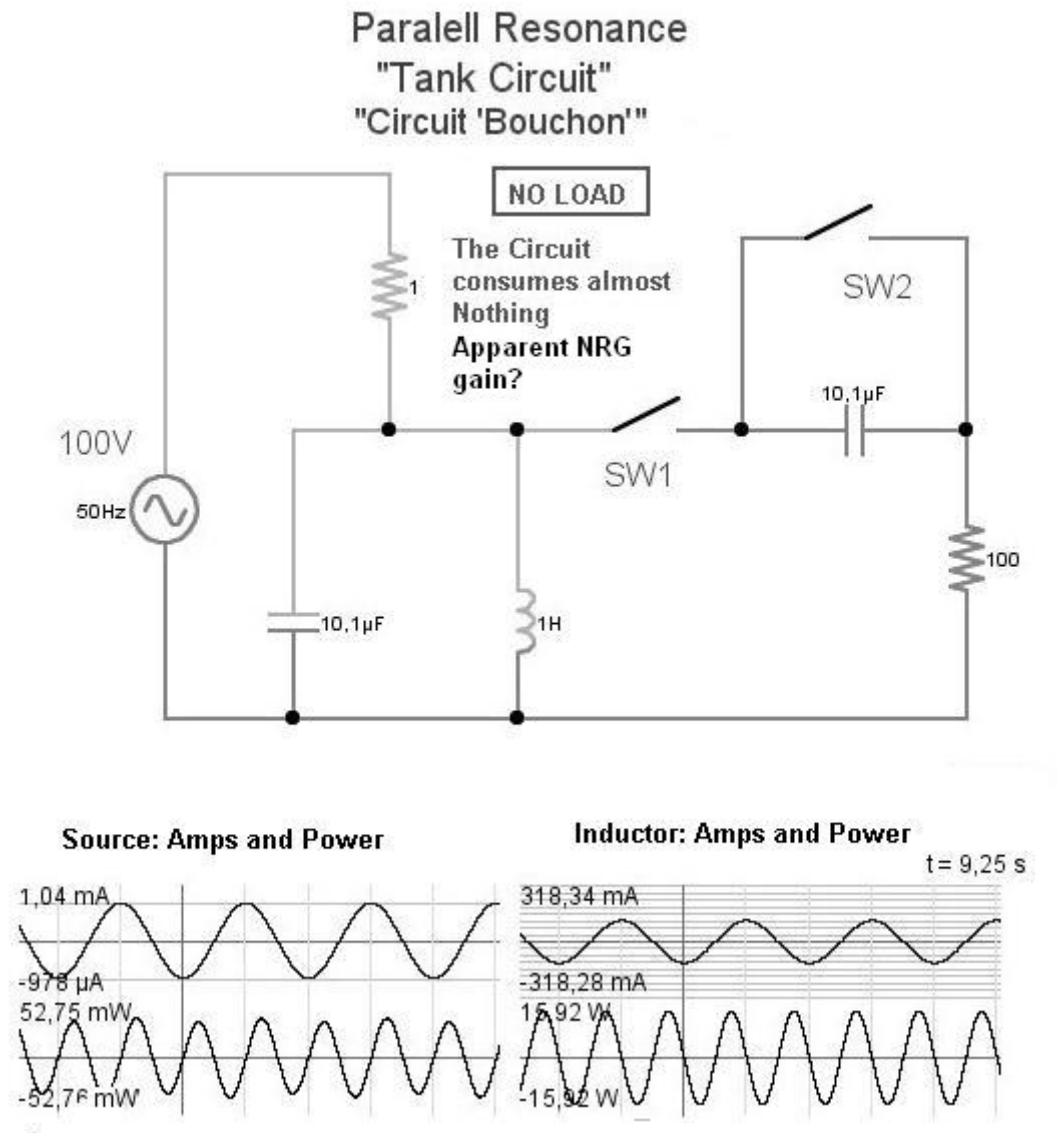 Paralell Resonance
"Tank Circuit"
"Circuit 'Bouchon'"
NO LOAD
The Circuit
consumes almost
Nothing
Apparent NRG
gain?
1
SW2
10,1µF
100V
50Hz
SW1
10,1µF
1H
100
Source: Amps and Power
Inductor: Amps and Power
t = 9,25 s
1,04 mA
-978 µA
52,75 mW
-52,76 mW
318,34 mA
-318,28 mA
15,92 W
-15,92 W